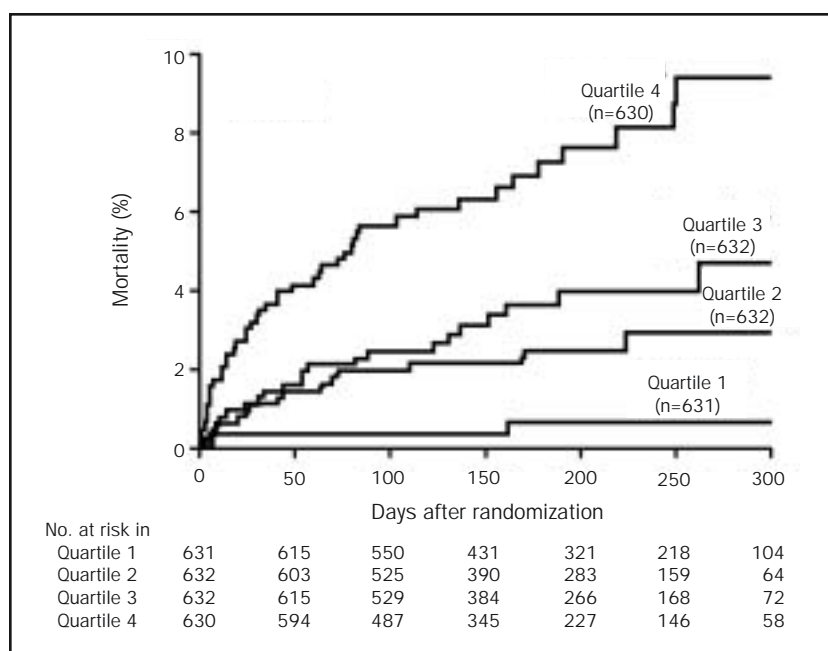 10
8
6
4
2
0
Mortality (%)
Quartile 4
(n=630)
Quartile 3
(n=632)
Quartile 2
(n=632)
Quartile 1
(n=631)
0 50 100 150 200 250 300
Days after randomization
No. at risk in
Quartile 1 631 615 550 431 321 218 104
Quartile 2 632 603 525 390 283 159 64
Quartile 3 632 615 529 384 266 168 72
Quartile 4 630 594 487 345 227 146 58